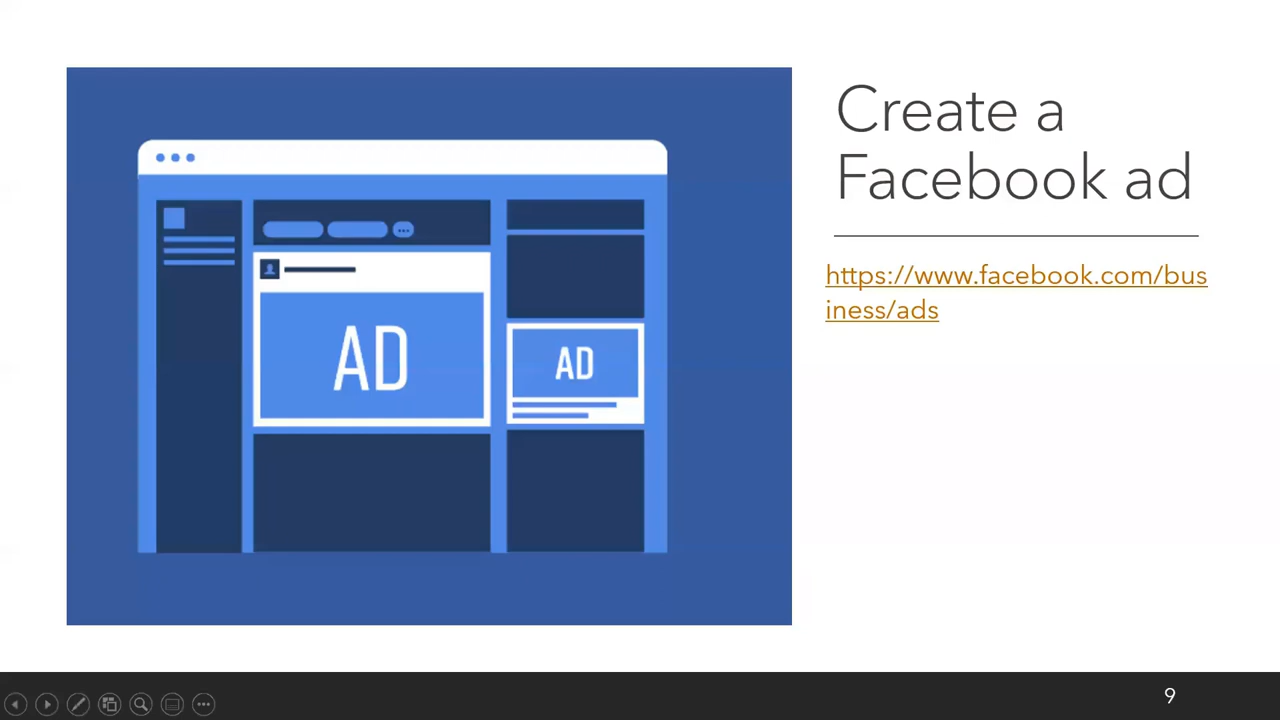 Create a
Facebook ad
https://www.facebook.com/bus
iness/ads
AD
AD
9